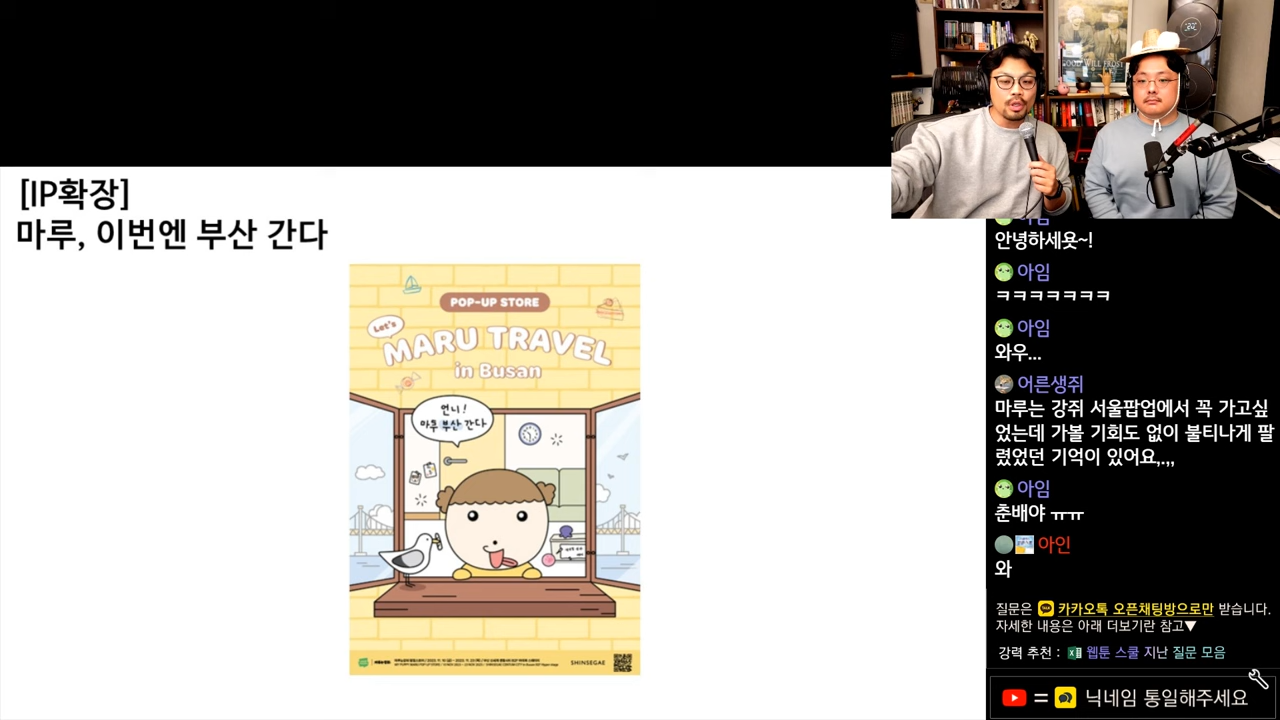 [IP확장]
마루, 이번엔 부산 간다
POP-UP STORE
Let's
MARU TRAVEL
in Busan
언니!
마루 부산 간다
SHINSEGAE
GOOD WILL FROST
아임
안녕하세욧~!
아임
ㅋㅋㅋㅋㅋㅋㅋ
아임
와우...
어른생쥐
마루는 강쥐 서울팝업에서 꼭 가고싶
었는데 가볼 기회도 없이 불티나게 팔
렸었던 기억이 있어요,.,,
아임
춘배야 ㅠㅠ
아인
와
질문은 카카오톡 오픈채팅방으로만 받습니다.
자세한 내용은 아래 더보기란 참고▼
강력 추천 : 웹툰 스쿨 지난 질문 모음
= 닉네임 통일해주세요